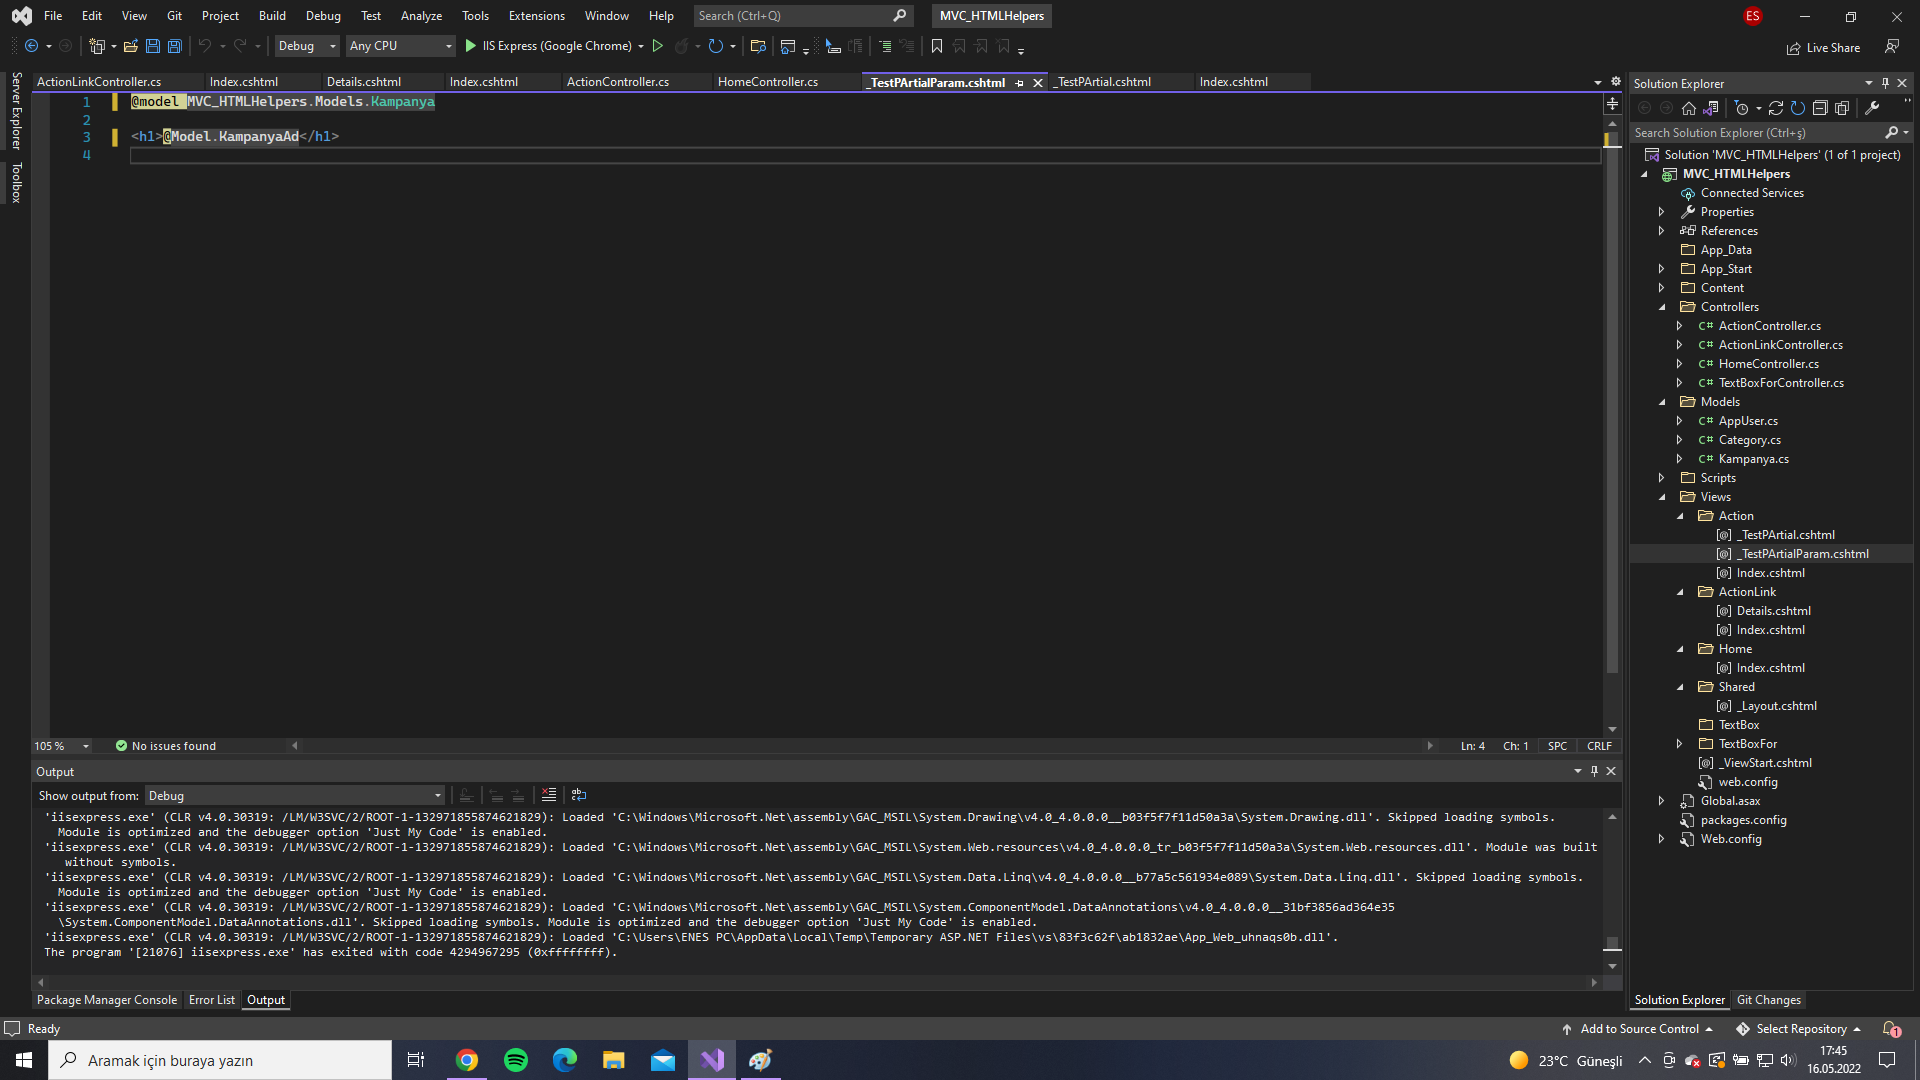 File Edit View Git Project Build Debug Test Analyze Tools Extensions Window Help Search (Ctrl+Q) MVC_HTMLHelpers ES
Debug Any CPU IIS Express (Google Chrome) Live Share
Server Explorer
Toolbox
ActionLinkController.cs Index.cshtml Details.cshtml Index.cshtml ActionController.cs HomeController.cs _TestPArtialParam.cshtml _TestPArtial.cshtml Index.cshtml
1 @model MVC_HTMLHelpers.Models.Kampanya
2
3 <h1>@Model.KampanyaAd</h1>
4
105 % No issues found Ln: 4 Ch: 1 SPC CRLF
Output
Show output from: Debug
'iisexpress.exe' (CLR v4.0.30319: /LM/W3SVC/2/ROOT-1-132971855874621829): Loaded 'C:\Windows\Microsoft.Net\assembly\GAC_MSIL\System.Drawing\v4.0_4.0.0.0__b03f5f7f11d50a3a\System.Drawing.dll'. Skipped loading symbols.
Module is optimized and the debugger option 'Just My Code' is enabled.
'iisexpress.exe' (CLR v4.0.30319: /LM/W3SVC/2/ROOT-1-132971855874621829): Loaded 'C:\Windows\Microsoft.Net\assembly\GAC_MSIL\System.Web.resources\v4.0_4.0.0.0_tr_b03f5f7f11d50a3a\System.Web.resources.dll'. Module was built
without symbols.
'iisexpress.exe' (CLR v4.0.30319: /LM/W3SVC/2/ROOT-1-132971855874621829): Loaded 'C:\Windows\Microsoft.Net\assembly\GAC_MSIL\System.Data.Linq\v4.0_4.0.0.0__b77a5c561934e089\System.Data.Linq.dll'. Skipped loading symbols.
Module is optimized and the debugger option 'Just My Code' is enabled.
'iisexpress.exe' (CLR v4.0.30319: /LM/W3SVC/2/ROOT-1-132971855874621829): Loaded 'C:\Windows\Microsoft.Net\assembly\GAC_MSIL\System.ComponentModel.DataAnnotations\v4.0_4.0.0.0__31bf3856ad364e35
\System.ComponentModel.DataAnnotations.dll'. Skipped loading symbols. Module is optimized and the debugger option 'Just My Code' is enabled.
'iisexpress.exe' (CLR v4.0.30319: /LM/W3SVC/2/ROOT-1-132971855874621829): Loaded 'C:\Users\ENES PC\AppData\Local\Temp\Temporary ASP.NET Files\vs\83f3c62f\ab1832ae\App_Web_uhnaqs0b.dll'.
The program '[21076] iisexpress.exe' has exited with code 4294967295 (0xffffffff).
Package Manager Console Error List Output
Solution Explorer
Search Solution Explorer (Ctrl+ş)
Solution 'MVC_HTMLHelpers' (1 of 1 project)
MVC_HTMLHelpers
Connected Services
Properties
References
App_Data
App_Start
Content
Controllers
C# ActionController.cs
C# ActionLinkController.cs
C# HomeController.cs
C# TextBoxForController.cs
Models
C# AppUser.cs
C# Category.cs
C# Kampanya.cs
Scripts
Views
Action
_TestPArtial.cshtml
_TestPArtialParam.cshtml
Index.cshtml
ActionLink
Details.cshtml
Index.cshtml
Home
Index.cshtml
Shared
_Layout.cshtml
TextBox
TextBoxFor
_ViewStart.cshtml
web.config
Global.asax
packages.config
Web.config
Solution Explorer Git Changes
Ready Add to Source Control Select Repository 1
Aramak için buraya yazın 23°C Güneşli 17:45
16.05.2022